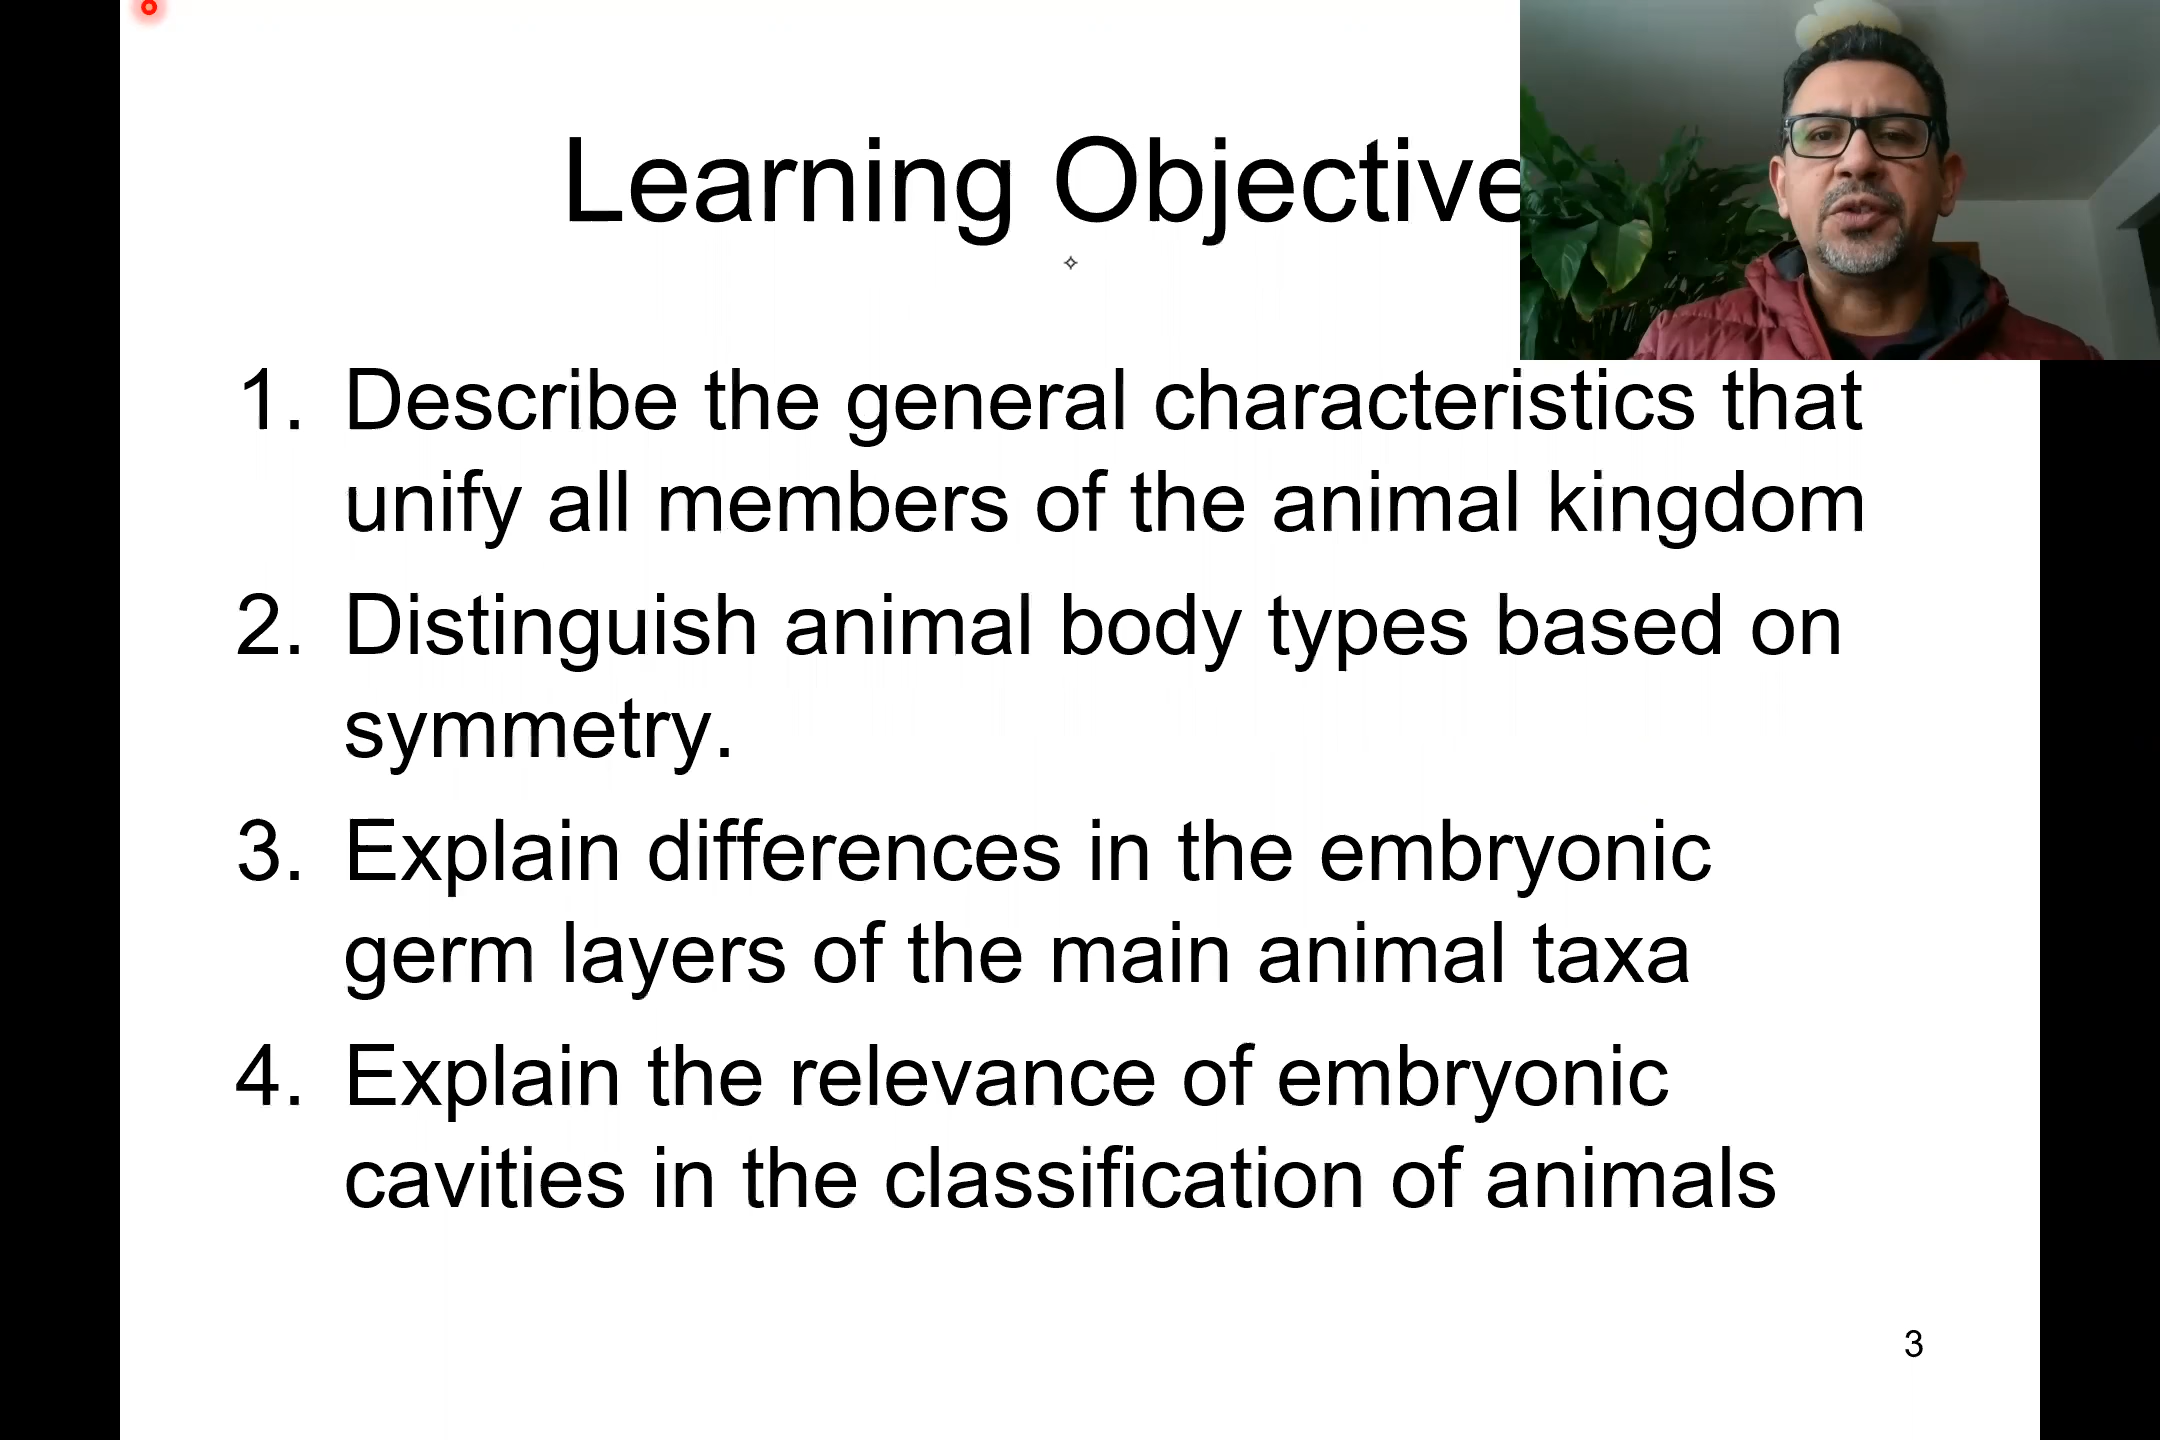 Learning Objective
1. Describe the general characteristics that
unify all members of the animal kingdom
2. Distinguish animal body types based on
symmetry.
3. Explain differences in the embryonic
germ layers of the main animal taxa
4. Explain the relevance of embryonic
cavities in the classification of animals
3